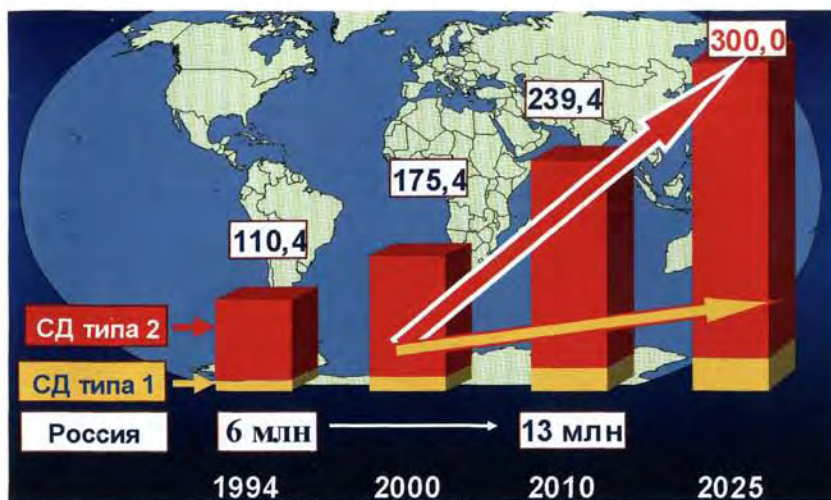 300,0
239,4
175,4
110,4
СД типа 2
СД типа 1
Россия 6 млн 13 млн
1994 2000 2010 2025